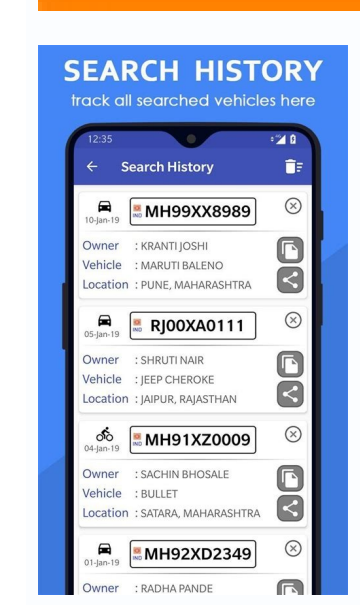 SEARCH HISTORY
track all searched vehicles here
12:35
Search History
10-Jan-19
IND MH99XX8989
Owner : KRANTI JOSHI
Vehicle : MARUTI BALENO
Location : PUNE, MAHARASHTRA
05-Jan-19
IND RJ00XA0111
Owner : SHRUTI NAIR
Vehicle : JEEP CHEROKE
Location : JAIPUR, RAJASTHAN
04-Jan-19
IND MH91XZ0009
Owner : SACHIN BHOSALE
Vehicle : BULLET
Location : SATARA, MAHARASHTRA
01-Jan-19
IND MH92XD2349
Owner : RADHA PANDE